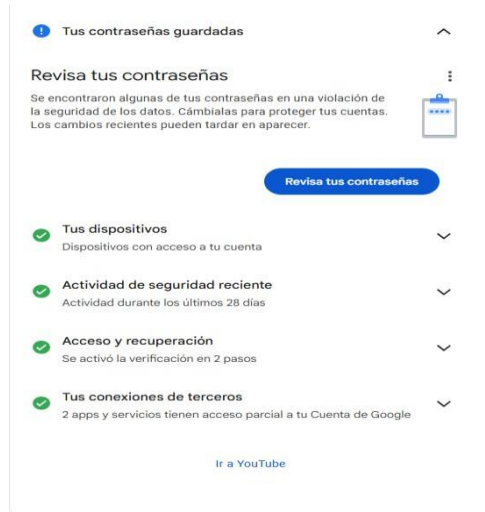 Tus contraseñas guardadas
Revisa tus contraseñas
Se encontraron algunas de tus contraseñas en una violación de
la seguridad de los datos. Cámbialas para proteger tus cuentas.
Los cambios recientes pueden tardar en aparecer.
Revisa tus contraseñas
Tus dispositivos
Dispositivos con acceso a tu cuenta
Actividad de seguridad reciente
Actividad durante los últimos 28 días
Acceso y recuperación
Se activó la verificación en 2 pasos
Tus conexiones de terceros
2 apps y servicios tienen acceso parcial a tu Cuenta de Google
Ir a YouTube